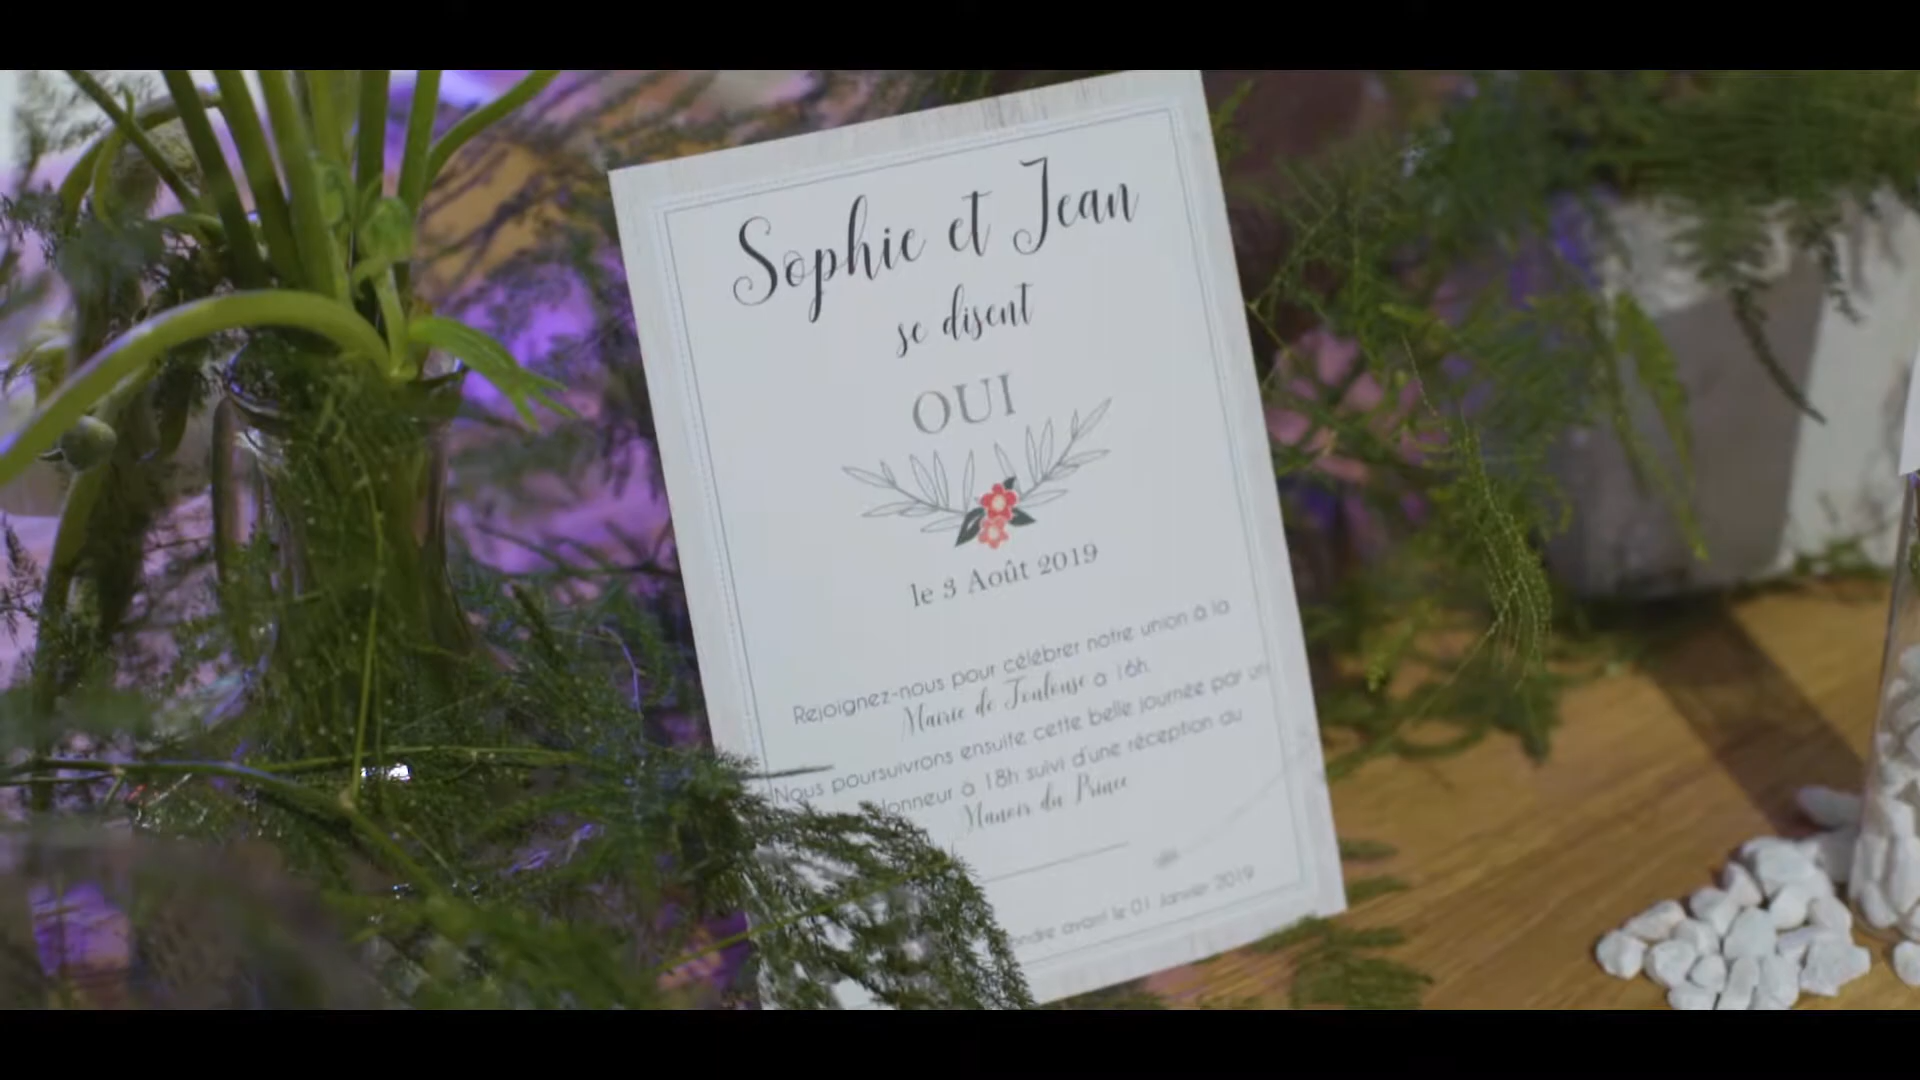 Sophie et Jean
se disent
OUI
le 3 Août 2019
Rejoignez-nous pour célébrer notre union à la
Mairie de Toulouse à 16h.
Nous poursuivrons ensuite cette belle journée par un
à 18h suivi d'une réception au
Manoir du Prince
avant le 01 Janvier 2019